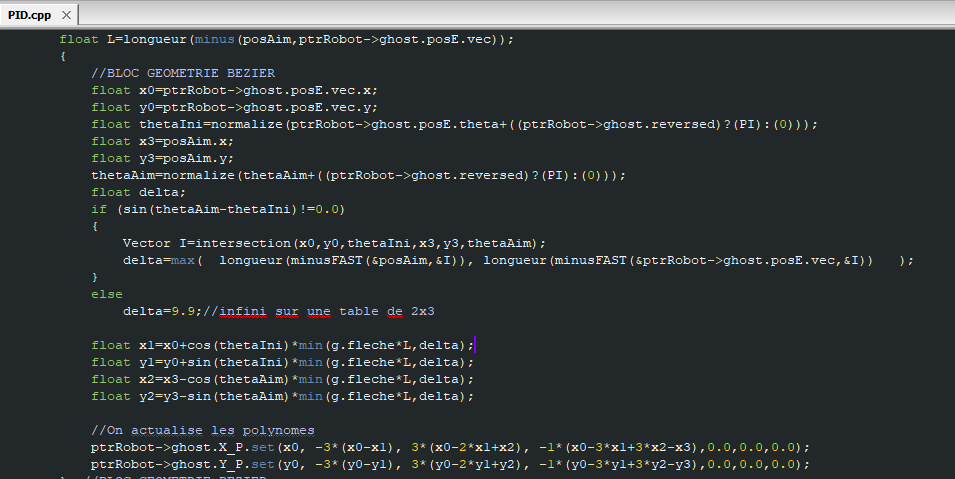 PID.cpp
float L=longueur(minus(posAim,ptrRobot->ghost.posE.vec));
{
//BLOC GEOMETRIE BEZIER
float x0=ptrRobot->ghost.posE.vec.x;
float y0=ptrRobot->ghost.posE.vec.y;
float thetaIni=normalize(ptrRobot->ghost.posE.theta+((ptrRobot->ghost.reversed)?(PI):(0)));
float x3=posAim.x;
float y3=posAim.y;
thetaAim=normalize(thetaAim+((ptrRobot->ghost.reversed)?(PI):(0)));
float delta;
if (sin(thetaAim-thetaIni)!=0.0)
{
Vector I=intersection(x0,y0,thetaIni,x3,y3,thetaAim);
delta=max(  longueur(minusFAST(&posAim,&I)), longueur(minusFAST(&ptrRobot->ghost.posE.vec,&I))   );
}
else
delta=9.9;//infini sur une table de 2x3
float x1=x0+cos(thetaIni)*min(g.fleche*L,delta);
float y1=y0+sin(thetaIni)*min(g.fleche*L,delta);
float x2=x3-cos(thetaAim)*min(g.fleche*L,delta);
float y2=y3-sin(thetaAim)*min(g.fleche*L,delta);
//On actualise les polynomes
ptrRobot->ghost.X_P.set(x0, -3*(x0-x1), 3*(x0-2*x1+x2), -1*(x0-3*x1+3*x2-x3),0.0,0.0,0.0);
ptrRobot->ghost.Y_P.set(y0, -3*(y0-y1), 3*(y0-2*y1+y2), -1*(y0-3*y1+3*y2-y3),0.0,0.0,0.0);
} //BLOC GEOMETRIE BEZIER